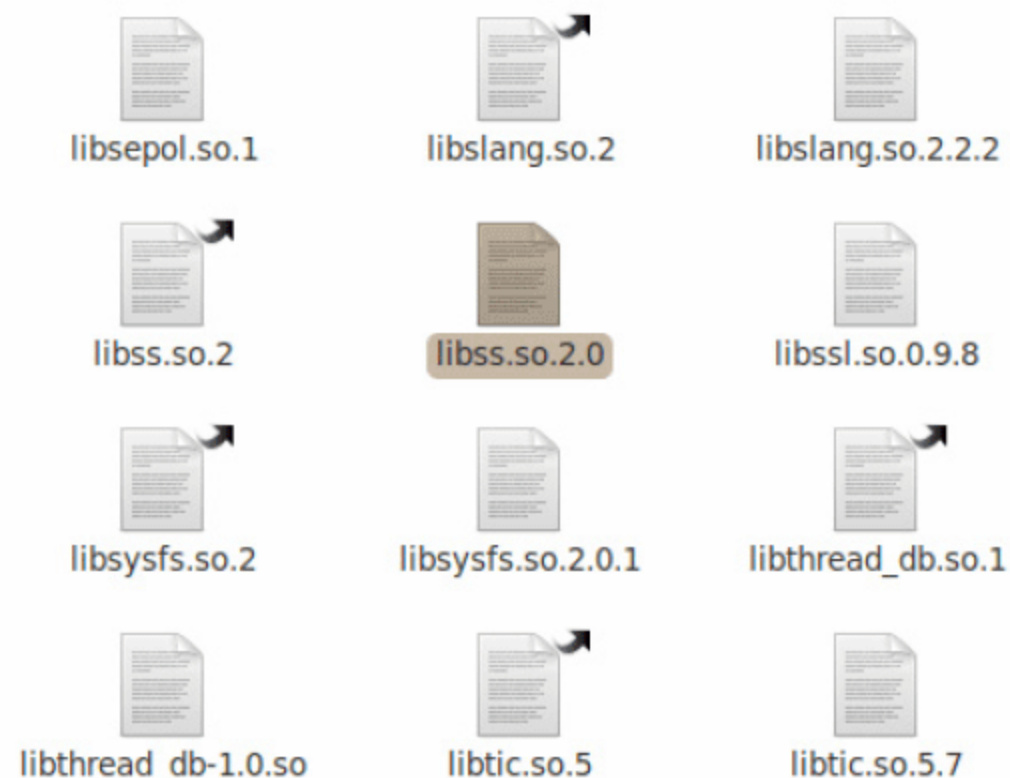 libsepol.so.1
libslang.so.2
libslang.so.2.2.2
libss.so.2
libss.so.2.0
libssl.so.0.9.8
libsysfs.so.2
libsysfs.so.2.0.1
libthread_db.so.1
libthread_db-1.0.so
libtic.so.5
libtic.so.5.7